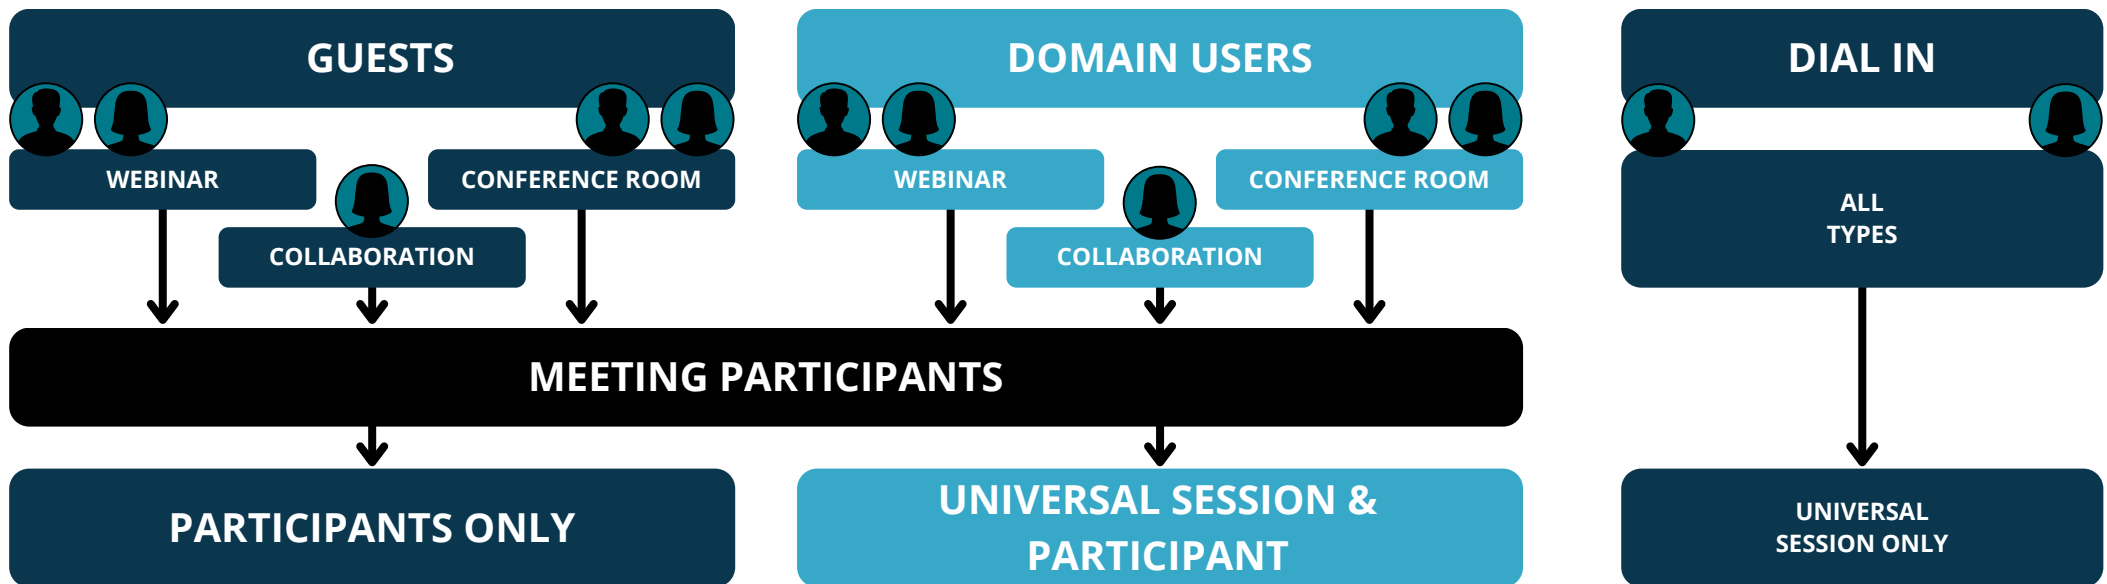 GUESTS
DOMAIN USERS
DIAL IN
WEBINAR
CONFERENCE ROOM
COLLABORATION
WEBINAR
CONFERENCE ROOM
COLLABORATION
ALL
TYPES
MEETING PARTICIPANTS
PARTICIPANTS ONLY
UNIVERSAL SESSION &
PARTICIPANT
UNIVERSAL
SESSION ONLY